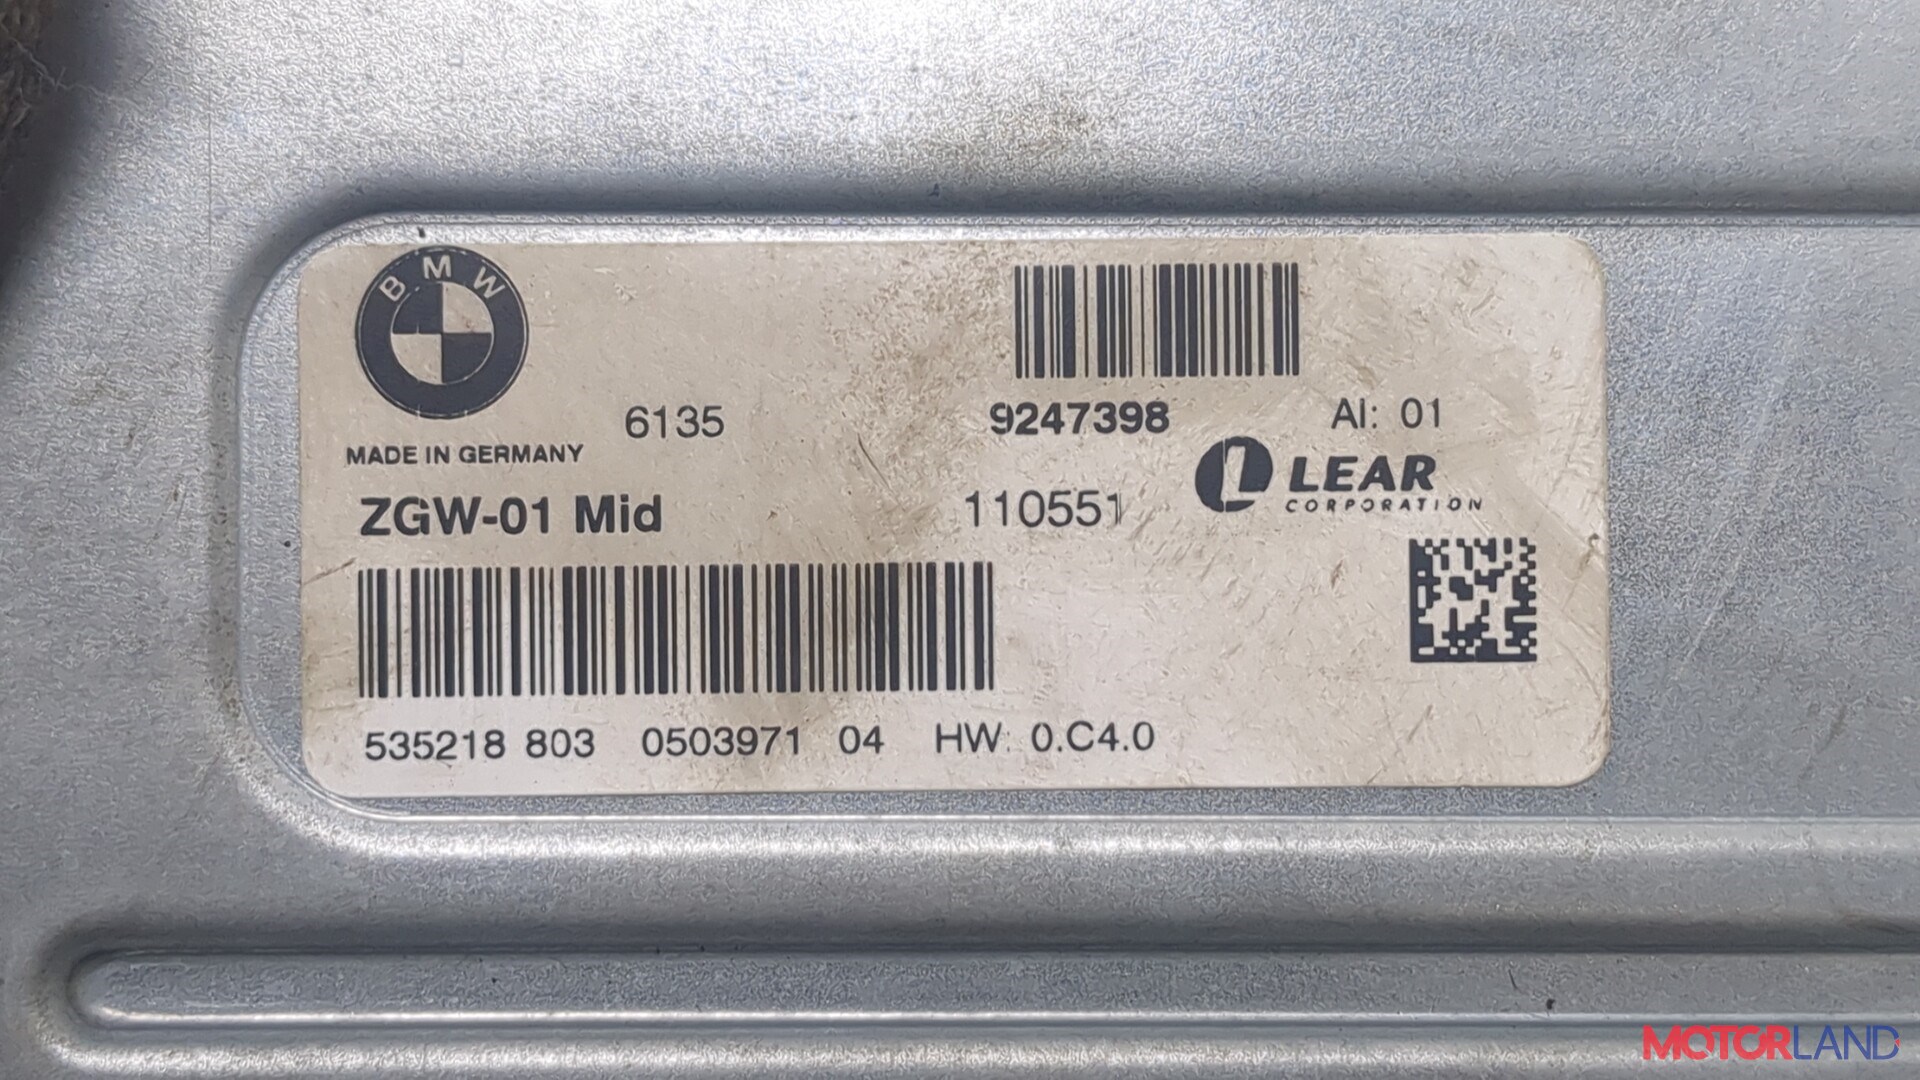 BMW
6135 9247398 AI: 01
MADE IN GERMANY
LEAR
CORPORATION
ZGW-01 Mid 110551
535218 803 0503971 04 HW: 0.C4.0
MOTORLAND